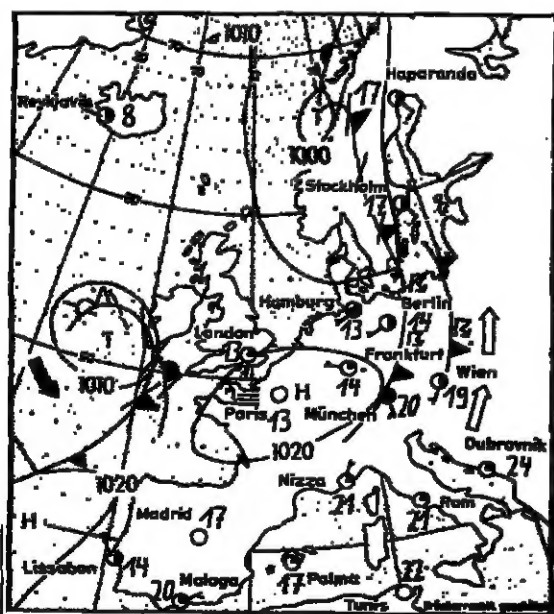 1010
Haparanda
17
Reykjavik
8
T
1000
Stockholm
17
Hamburg
Berlin
13
14
London
13
T
Frankfurt
14
Wien
19
1010
H
Paris
13
München
20
1020
Dubrovnik
24
1020
Nizza
21
Rom
21
H
Madrid
17
Lissabon
14
20
Malaga
17
Palma
22
Tunis